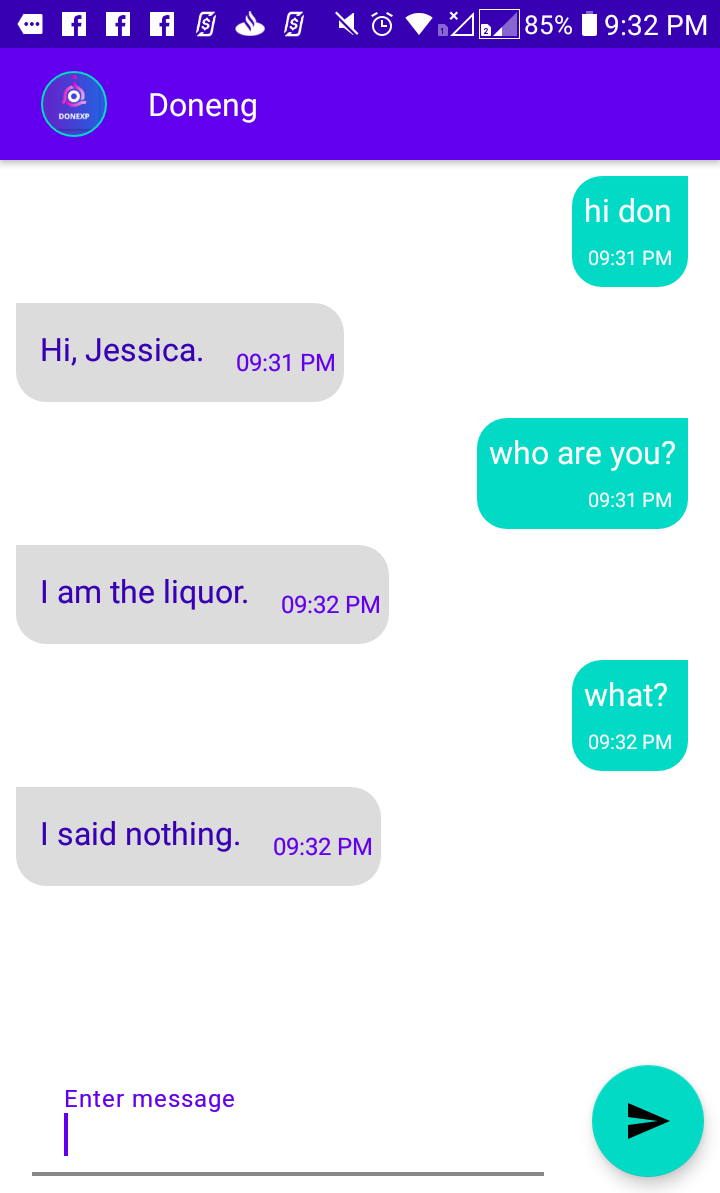 85% 9:32 PM
DONEXP
Doneng
hi don
09:31 PM
Hi, Jessica. 09:31 PM
who are you?
09:31 PM
I am the liquor. 09:32 PM
what?
09:32 PM
I said nothing. 09:32 PM
Enter message